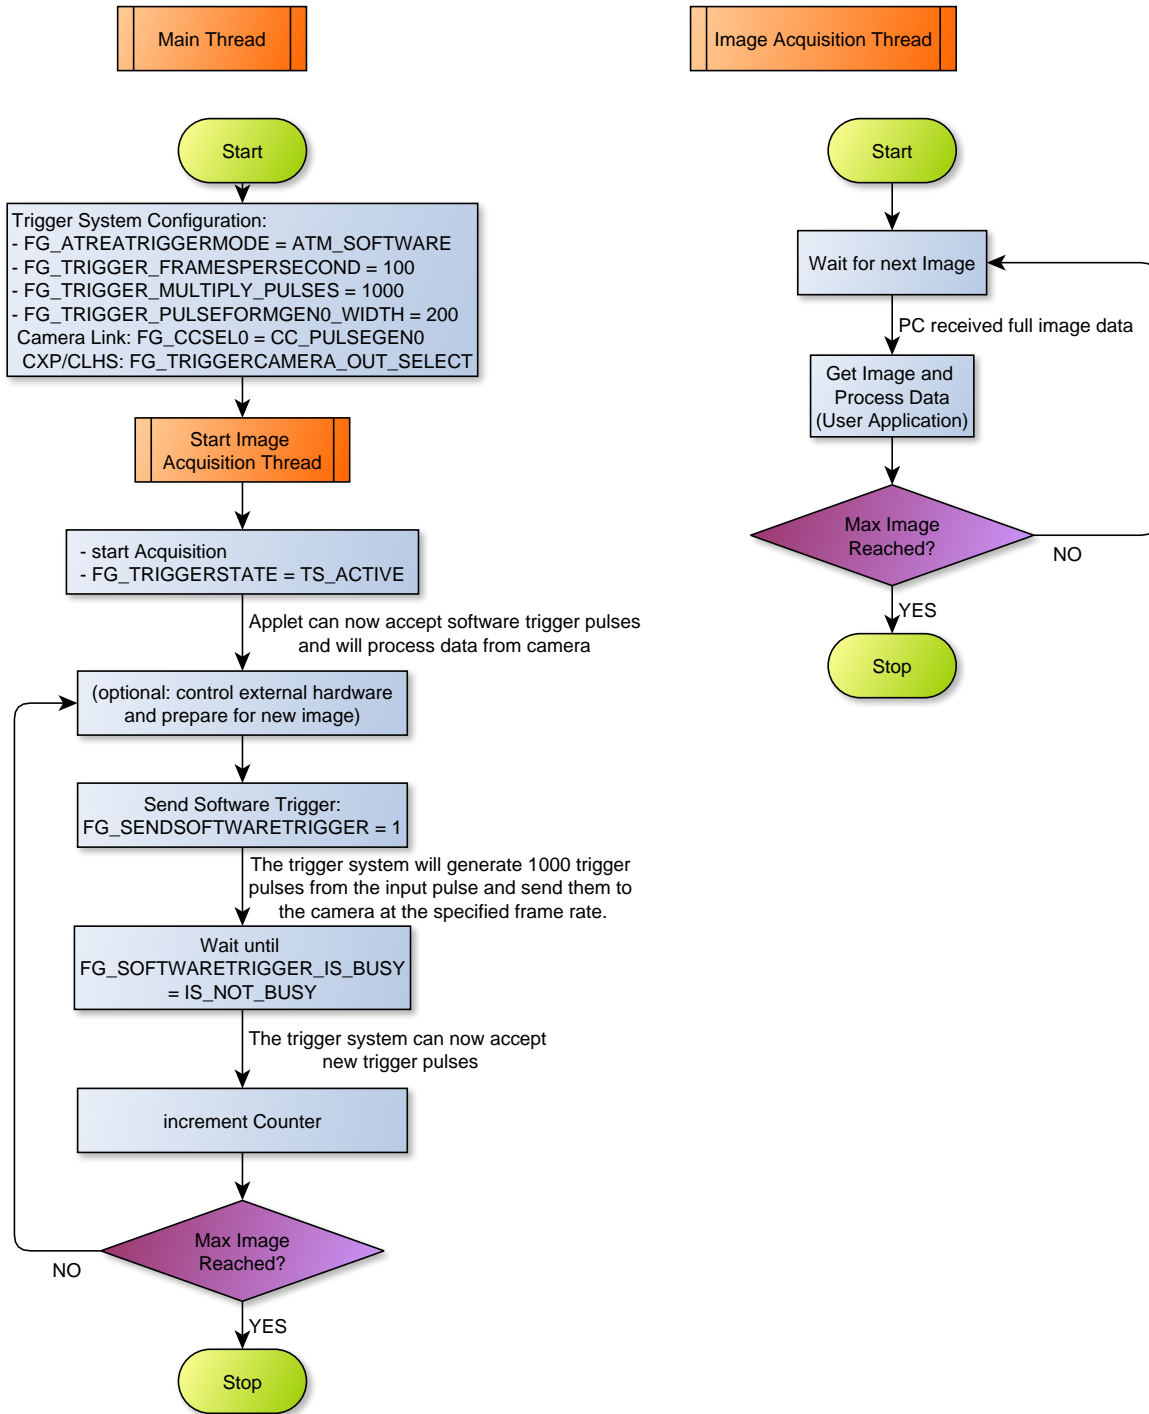 Main Thread
Start
Trigger System Configuration:
- FG_ATREATRIGGERMODE = ATM_SOFTWARE
- FG_TRIGGER_FRAMESPERSECOND = 100
- FG_TRIGGER_MULTIPLY_PULSES = 1000
- FG_TRIGGER_PULSEFORMGEN0_WIDTH = 200
Camera Link: FG_CCSEL0 = CC_PULSEGEN0
CXP/CLHS: FG_TRIGGERCAMERA_OUT_SELECT
Start Image
Acquisition Thread
- start Acquisition
- FG_TRIGGERSTATE = TS_ACTIVE
Applet can now accept software trigger pulses
and will process data from camera
(optional: control external hardware
and prepare for new image)
Send Software Trigger:
FG_SENDSOFTWARETRIGGER = 1
The trigger system will generate 1000 trigger
pulses from the input pulse and send them to
the camera at the specified frame rate.
Wait until
FG_SOFTWARETRIGGER_IS_BUSY
= IS_NOT_BUSY
The trigger system can now accept
new trigger pulses
increment Counter
Max Image
Reached?
NO
YES
Stop
Image Acquisition Thread
Start
Wait for next Image
PC received full image data
Get Image and
Process Data
(User Application)
Max Image
Reached?
NO
YES
Stop